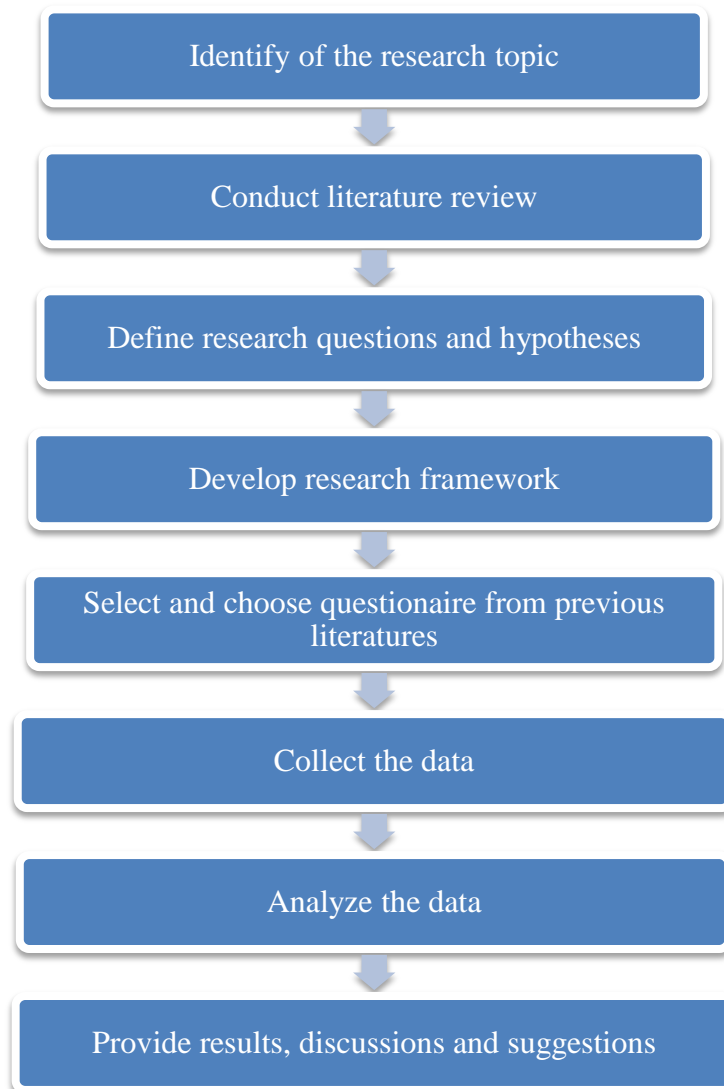 Identify of the research topic
Conduct literature review
Define research questions and hypotheses
Develop research framework
Select and choose questionaire from previous
literatures
Collect the data
Analyze the data
Provide results, discussions and suggestions